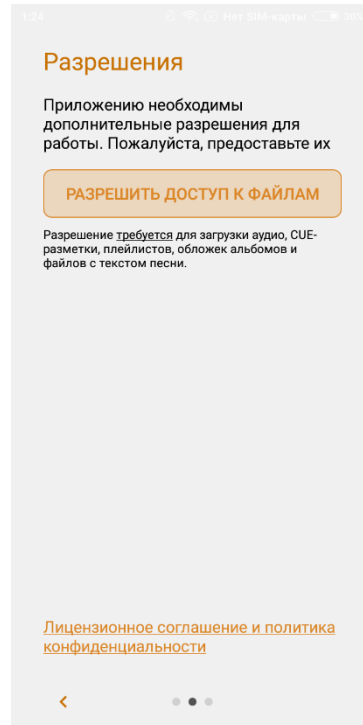 1:24 Нет SIM-карты 30%
Разрешения
Приложению необходимы
дополнительные разрешения для
работы. Пожалуйста, предоставьте их
РАЗРЕШИТЬ ДОСТУП К ФАЙЛАМ
Разрешение требуется для загрузки аудио, CUE-
разметки, плейлистов, обложек альбомов и
файлов с текстом песни.
Лицензионное соглашение и политика
конфиденциальности